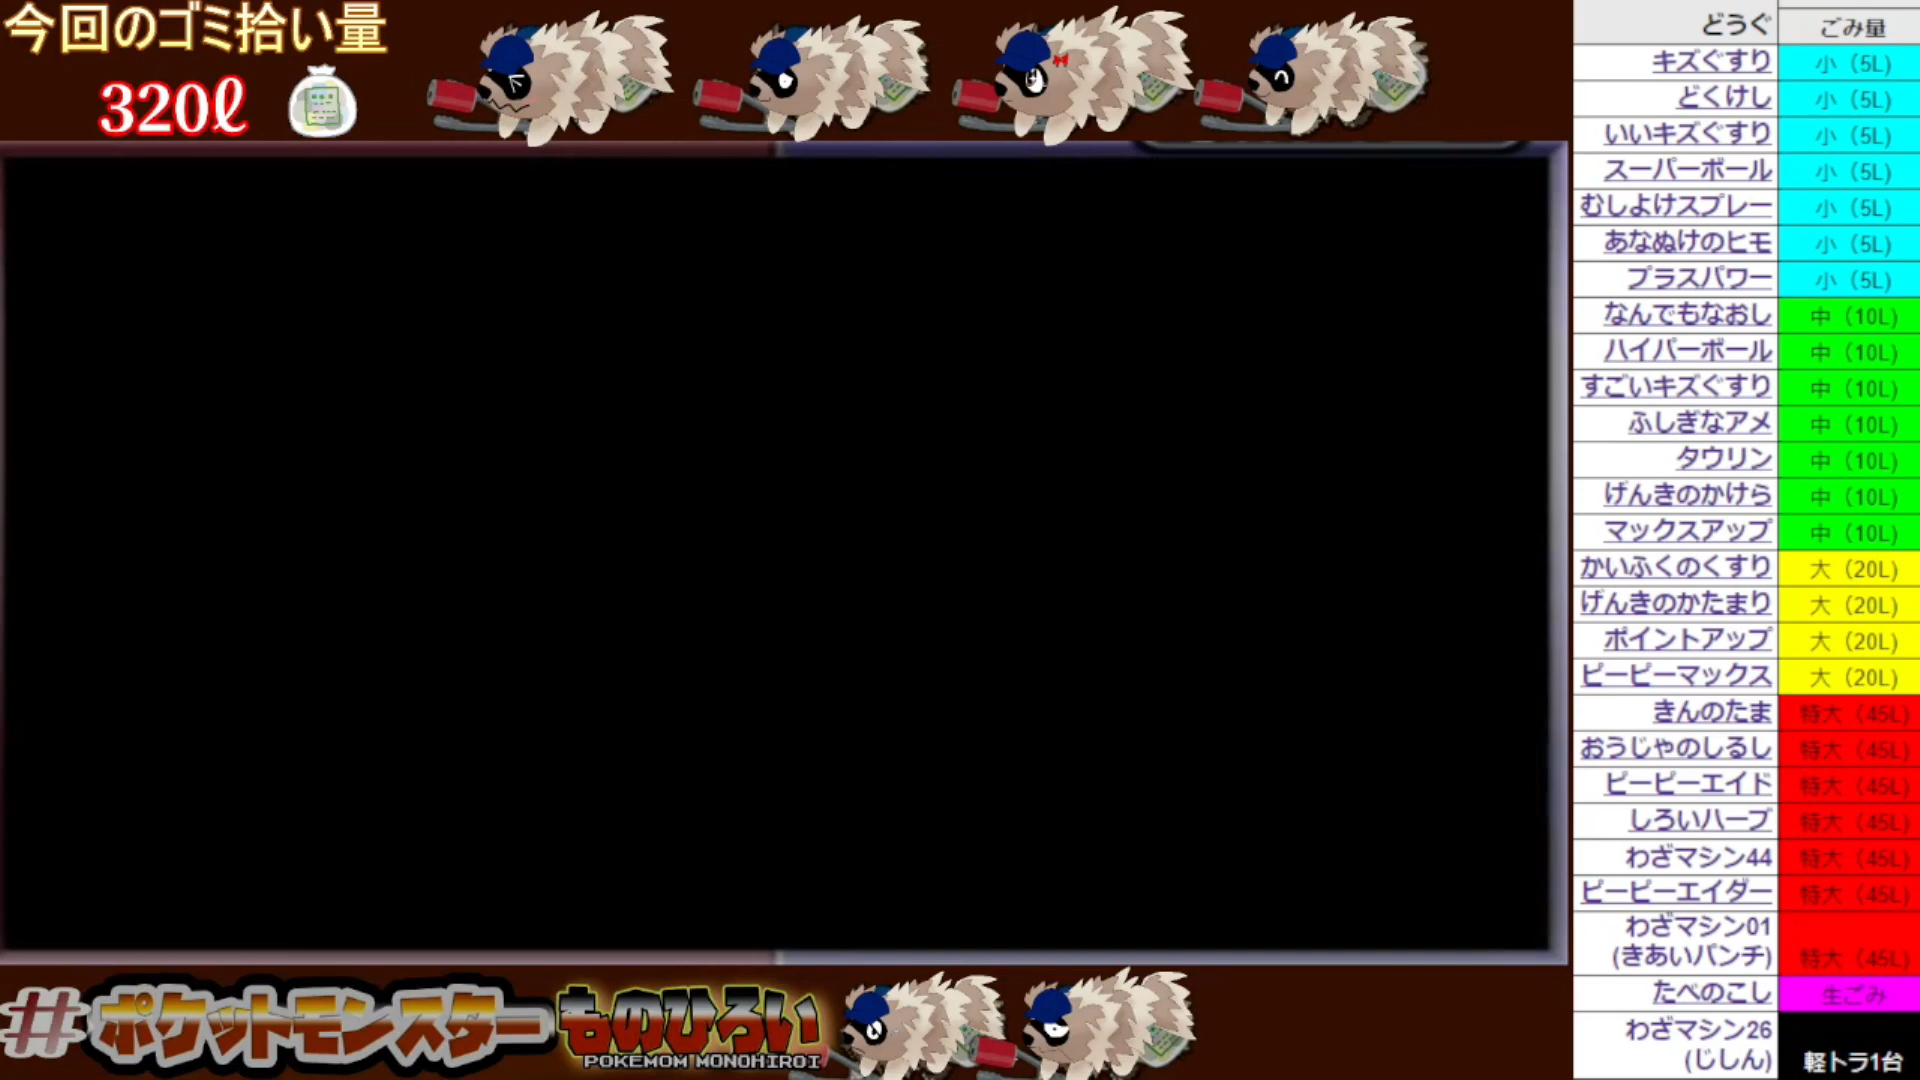 今回のゴミ拾い量
320ℓ
どうぐ ごみ量
キズぐすり 小（5L）
どくけし 小（5L）
いいキズぐすり 小（5L）
スーパーボール 小（5L）
むしよけスプレー 小（5L）
あなぬけのヒモ 小（5L）
プラスパワー 小（5L）
なんでもなおし 中（10L）
ハイパーボール 中（10L）
すごいキズぐすり 中（10L）
ふしぎなアメ 中（10L）
タウリン 中（10L）
げんきのかけら 中（10L）
マックスアップ 中（10L）
かいふくのくすり 大（20L）
げんきのかたまり 大（20L）
ポイントアップ 大（20L）
ピーピーマックス 大（20L）
きんのたま 特大（45L）
おうじゃのしるし 特大（45L）
ピーピーエイド 特大（45L）
しろいハーブ 特大（45L）
わざマシン44 特大（45L）
ピーピーエイダー 特大（45L）
わざマシン01
(きあいパンチ) 特大（45L）
たべのこし 生ごみ
わざマシン26
(じしん) 軽トラ1台
#ポケットモンスターものひろい
POKEMOM MONOHIROI